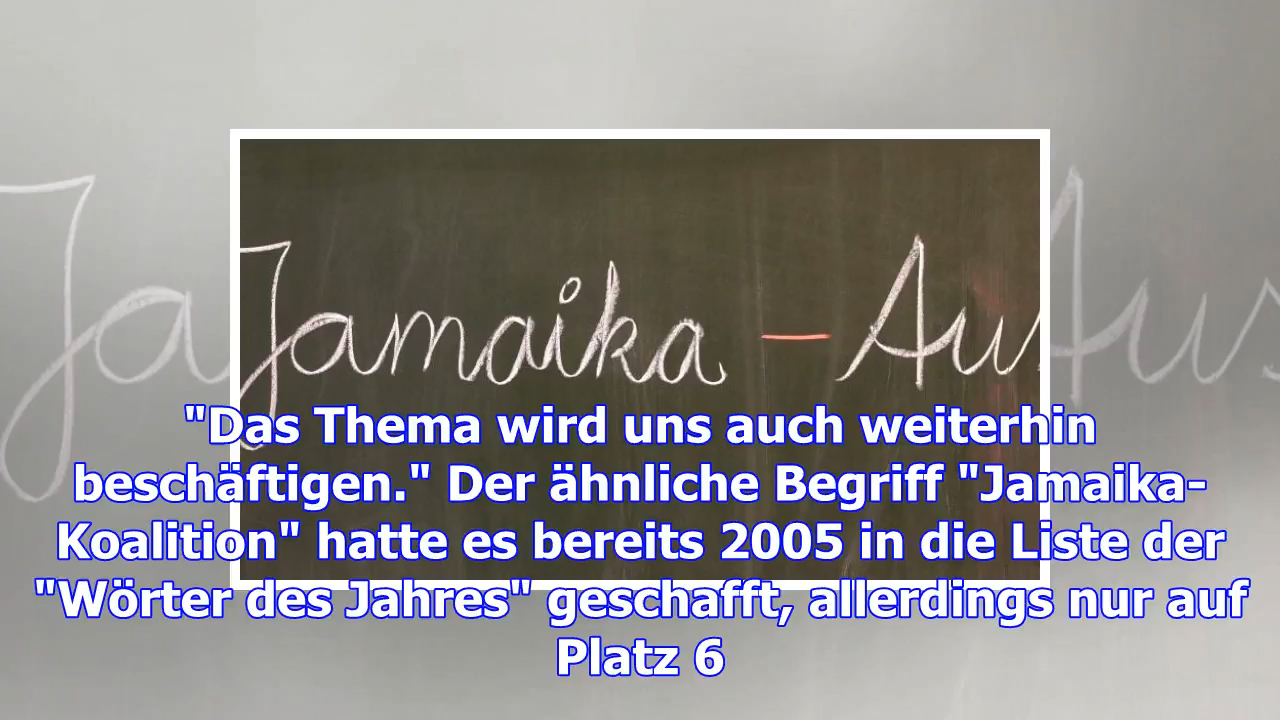 Jamaika - Au
"Das Thema wird uns auch weiterhin
beschäftigen." Der ähnliche Begriff "Jamaika-
Koalition" hatte es bereits 2005 in die Liste der
"Wörter des Jahres" geschafft, allerdings nur auf
Platz 6